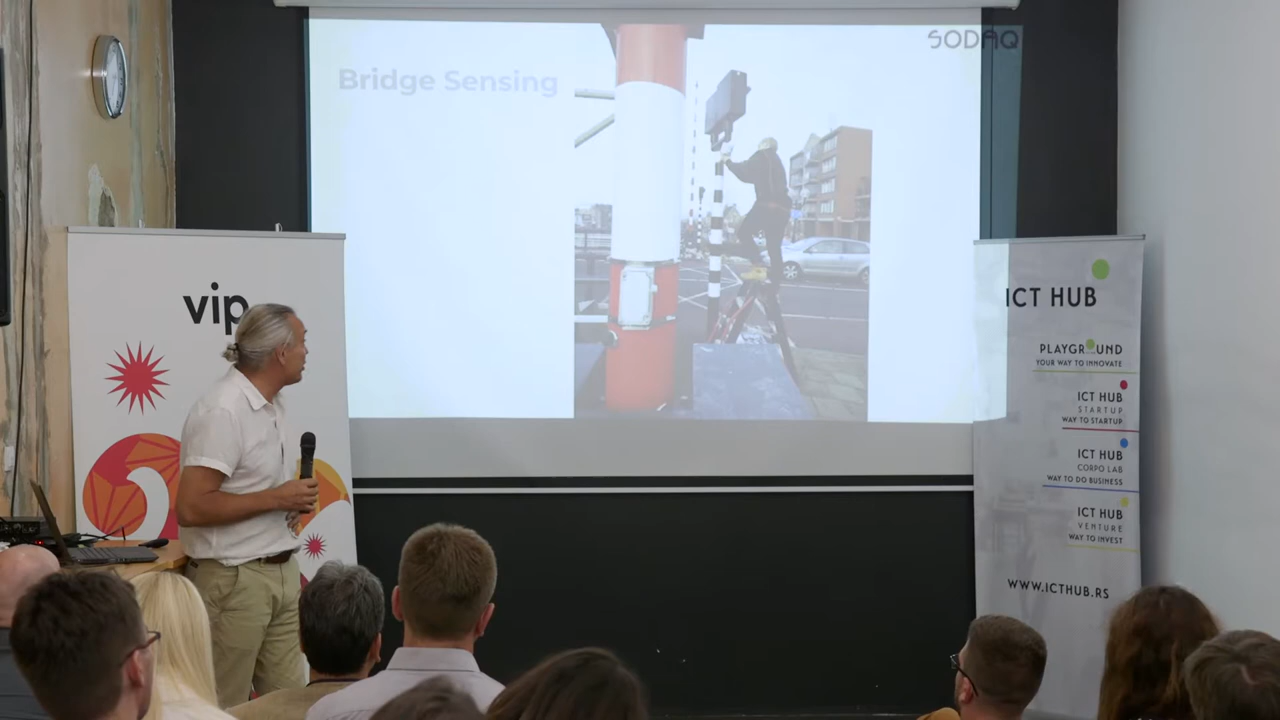 SODAQ
Bridge Sensing
vip
ICT HUB
PLAYGROUND
YOUR WAY TO INNOVATE
ICT HUB
STARTUP
WAY TO STARTUP
ICT HUB
CORPO LAB
WAY TO DO BUSINESS
ICT HUB
VENTURE
WAY TO INVEST
WWW.ICTHUB.RS